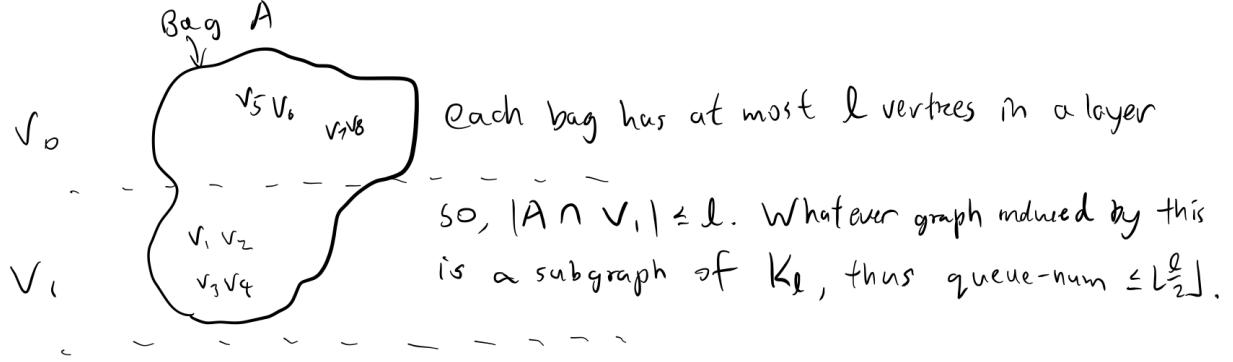 Bag A
V₅ V₆
V₇ V₈
V₀
each bag has at most l vertices in a layer
so, |A ∩ V₁| ≤ l. Whatever graph induced by this
V₁ V₂
V₃ V₄
V₁
is a subgraph of Kₗ, thus queue-num ≤ ⌊l/2⌋.